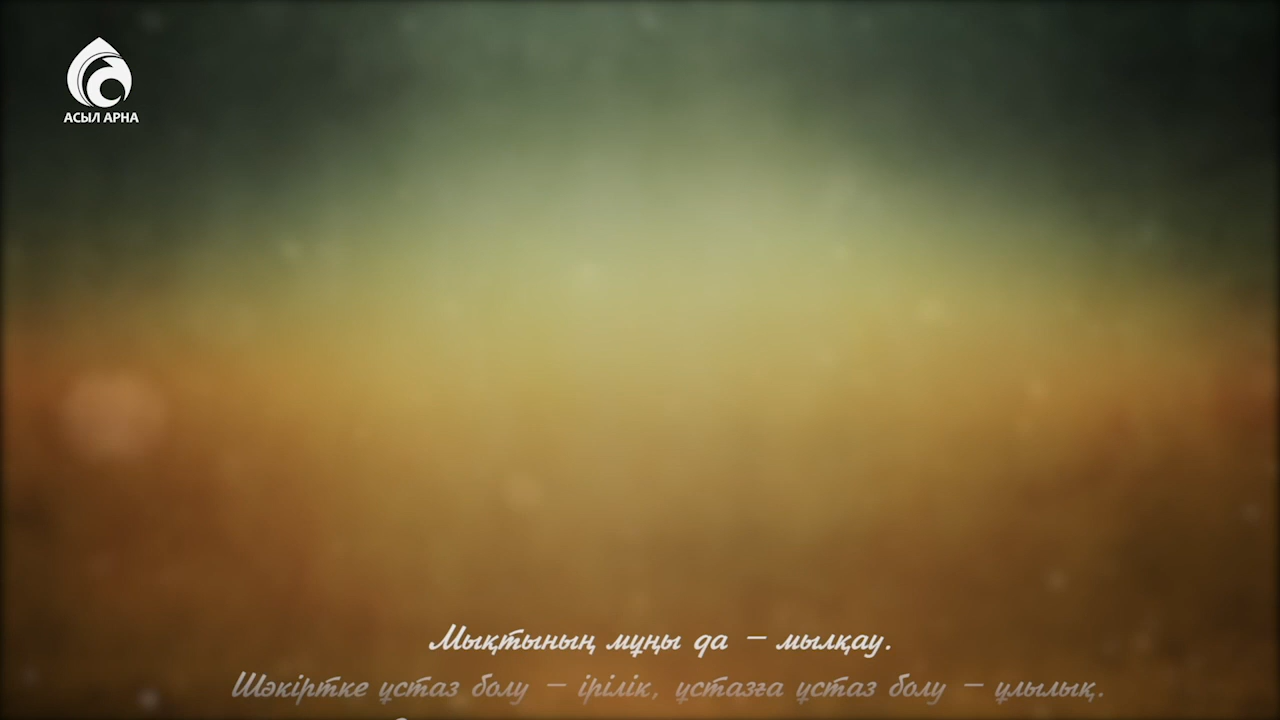 АСЫЛ АРНА
Мықтының мұңы да – мылқау.
Шәкіртке ұстаз болу – ірілік, ұстазға ұстаз болу – ұлылық.